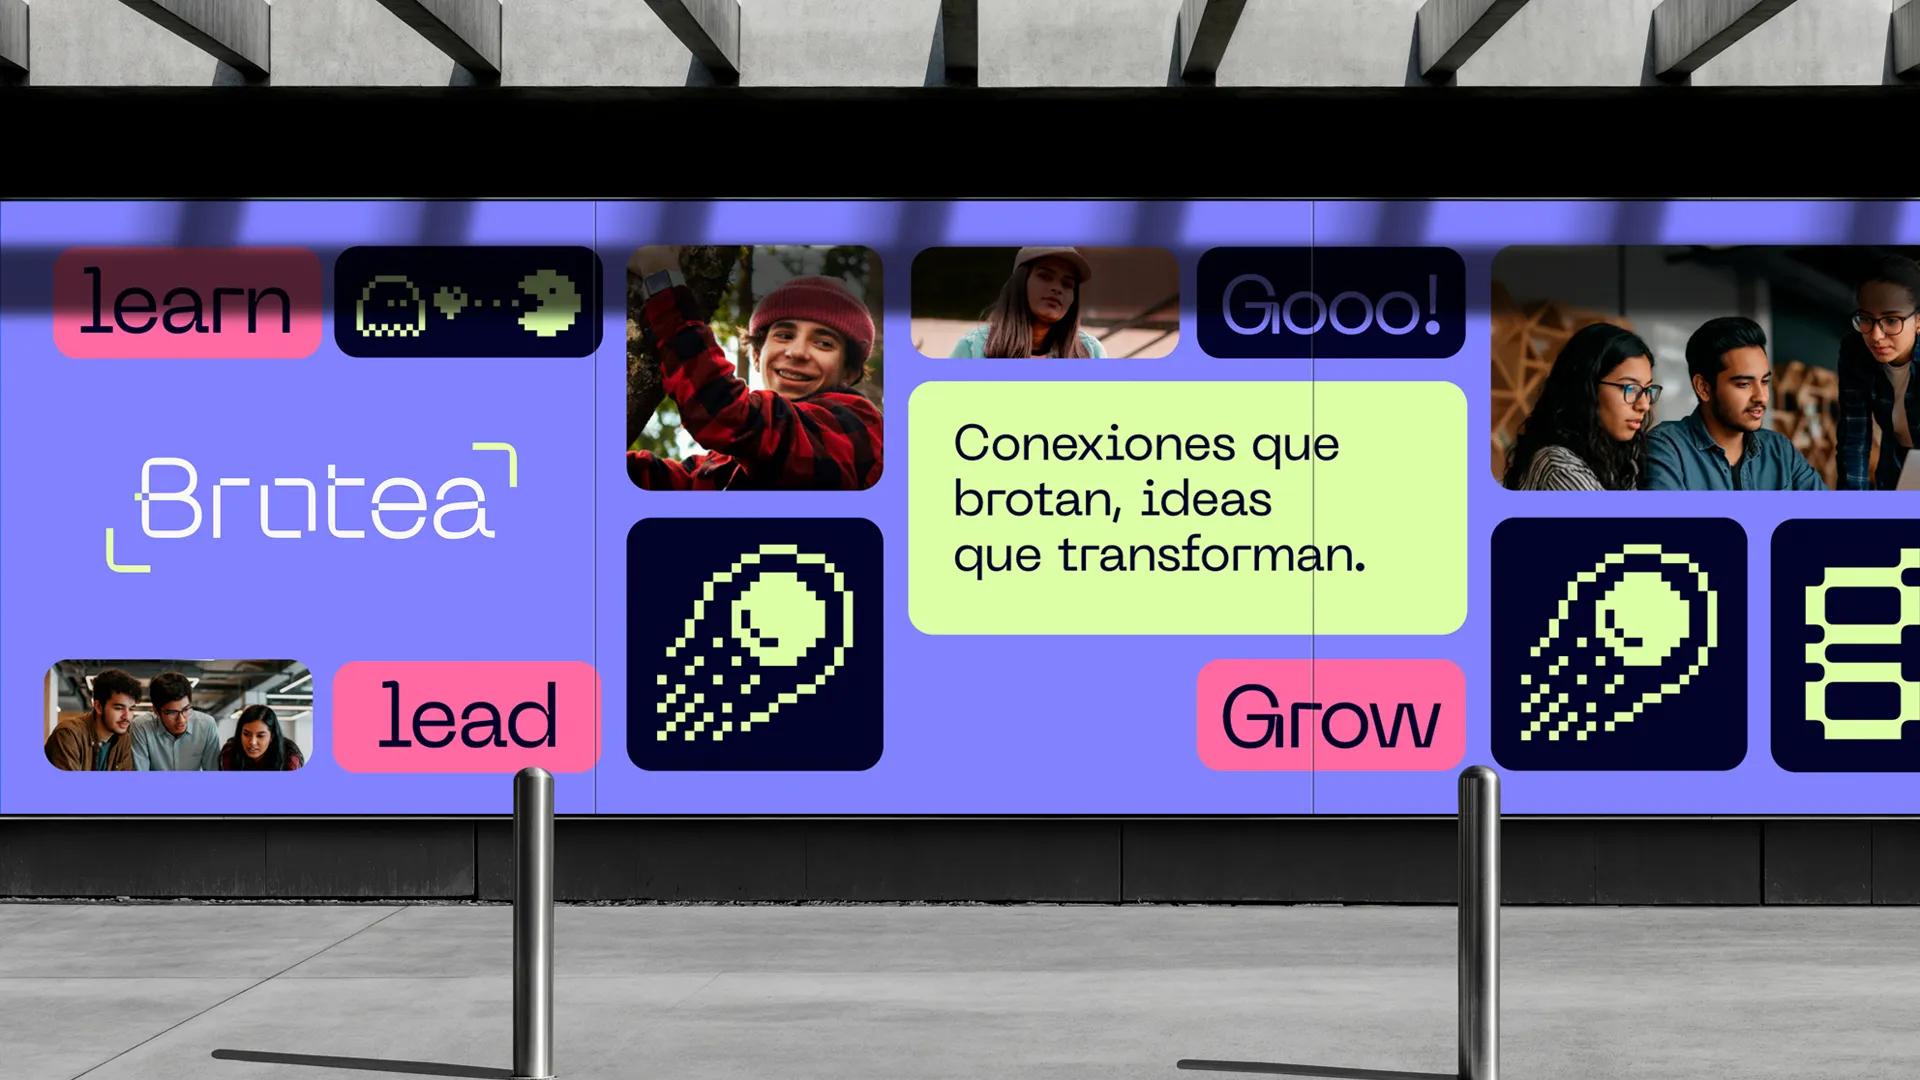 learn
Gooo!
Brotea
Conexiones que
brotan, ideas
que transforman.
lead
Grow